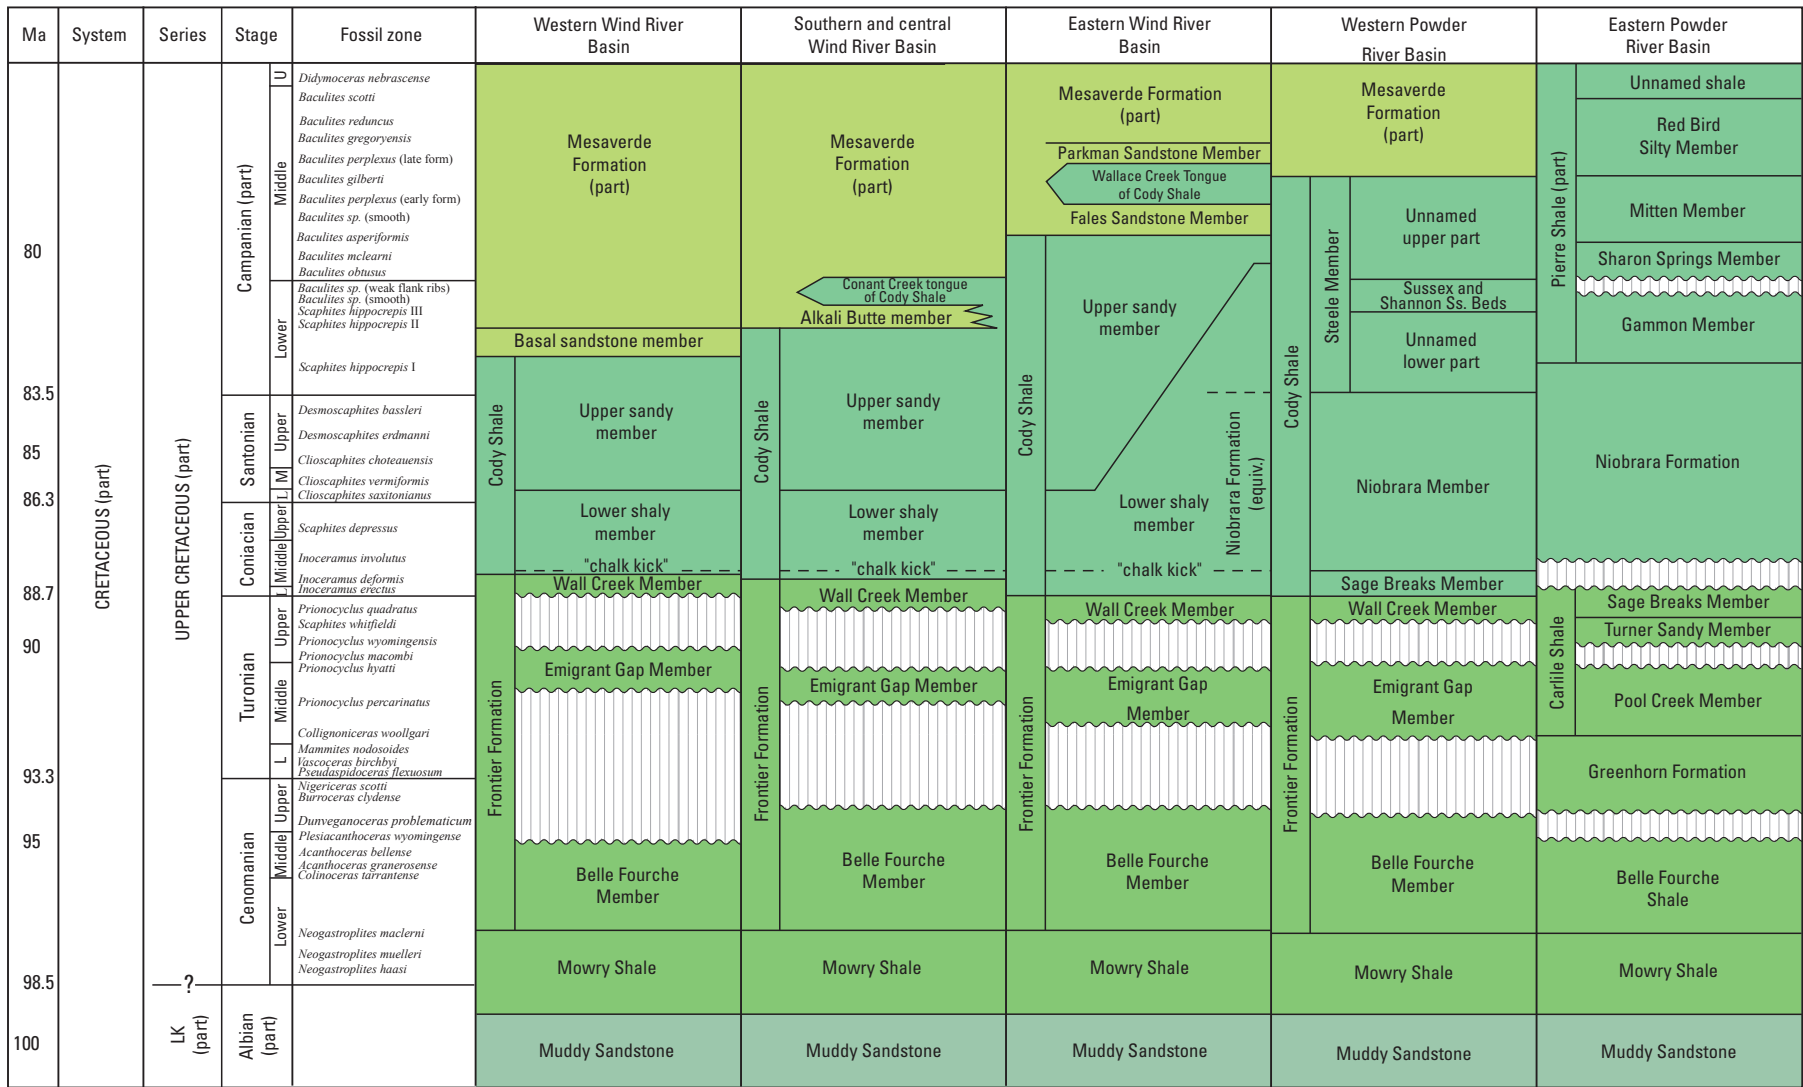 Ma
System
Series
Stage
Fossil zone
Western Wind River
Basin
Southern and central
Wind River Basin
Eastern Wind River
Basin
Western Powder
River Basin
Eastern Powder
River Basin
80
83.5
85
86.3
88.7
90
93.3
95
98.5
100
CRETACEOUS (part)
UPPER CRETACEOUS (part)
?
LK
(part)
Campanian (part)
Santonian
Coniacian
Turonian
Cenomanian
Albian
(part)
U
Middle
Lower
Upper
M
L
Upper
Middle
L
Upper
Middle
L
Upper
Middle
Lower
Didymoceras nebrascense
Baculites scotti
Baculites reduncus
Baculites gregoryensis
Baculites perplexus (late form)
Baculites gilberti
Baculites perplexus (early form)
Baculites sp. (smooth)
Baculites asperiformis
Baculites mclearni
Baculites obtusus
Baculites sp. (weak flank ribs)
Baculites sp. (smooth)
Scaphites hippocrepis III
Scaphites hippocrepis II
Scaphites hippocrepis I
Desmoscaphites bassleri
Desmoscaphites erdmanni
Clioscaphites choteauensis
Clioscaphites vermiformis
Clioscaphites saxitonianus
Scaphites depressus
Inoceramus involutus
Inoceramus deformis
Inoceramus erectus
Prionocyclus quadratus
Scaphites whitfieldi
Prionocyclus wyomingensis
Prionocyclus macombi
Prionocyclus hyatti
Prionocyclus percarinatus
Collignoniceras woollgari
Mammites nodosoides
Vascoceras birchbyi
Pseudaspidoceras flexuosum
Nigericeras scotti
Burroceras clydense
Dunveganoceras problematicum
Plesiacanthoceras wyomingense
Acanthoceras bellense
Acanthoceras granerosense
Colinoceras tarrantense
Neogastroplites maclerni
Neogastroplites muelleri
Neogastroplites haasi
Mesaverde
Formation
(part)
Basal sandstone member
Cody Shale
Upper sandy
member
Lower shaly
member
"chalk kick"
Frontier Formation
Wall Creek Member
Emigrant Gap Member
Belle Fourche
Member
Mowry Shale
Muddy Sandstone
Mesaverde
Formation
(part)
Conant Creek tongue
of Cody Shale
Alkali Butte member
Cody Shale
Upper sandy
member
Lower shaly
member
"chalk kick"
Frontier Formation
Wall Creek Member
Emigrant Gap Member
Belle Fourche
Member
Mowry Shale
Muddy Sandstone
Mesaverde Formation
(part)
Parkman Sandstone Member
Wallace Creek Tongue
of Cody Shale
Fales Sandstone Member
Cody Shale
Upper sandy
member
Lower shaly
member
Niobrara Formation
(equiv.)
"chalk kick"
Frontier Formation
Wall Creek Member
Emigrant Gap
Member
Belle Fourche
Member
Mowry Shale
Muddy Sandstone
Mesaverde
Formation
(part)
Cody Shale
Steele Member
Unnamed
upper part
Sussex and
Shannon Ss. Beds
Unnamed
lower part
Niobrara Member
Sage Breaks Member
Frontier Formation
Wall Creek Member
Emigrant Gap
Member
Belle Fourche
Member
Mowry Shale
Muddy Sandstone
Pierre Shale (part)
Unnamed shale
Red Bird
Silty Member
Mitten Member
Sharon Springs Member
Gammon Member
Niobrara Formation
Carlile Shale
Sage Breaks Member
Turner Sandy Member
Pool Creek Member
Greenhorn Formation
Belle Fourche
Shale
Mowry Shale
Muddy Sandstone